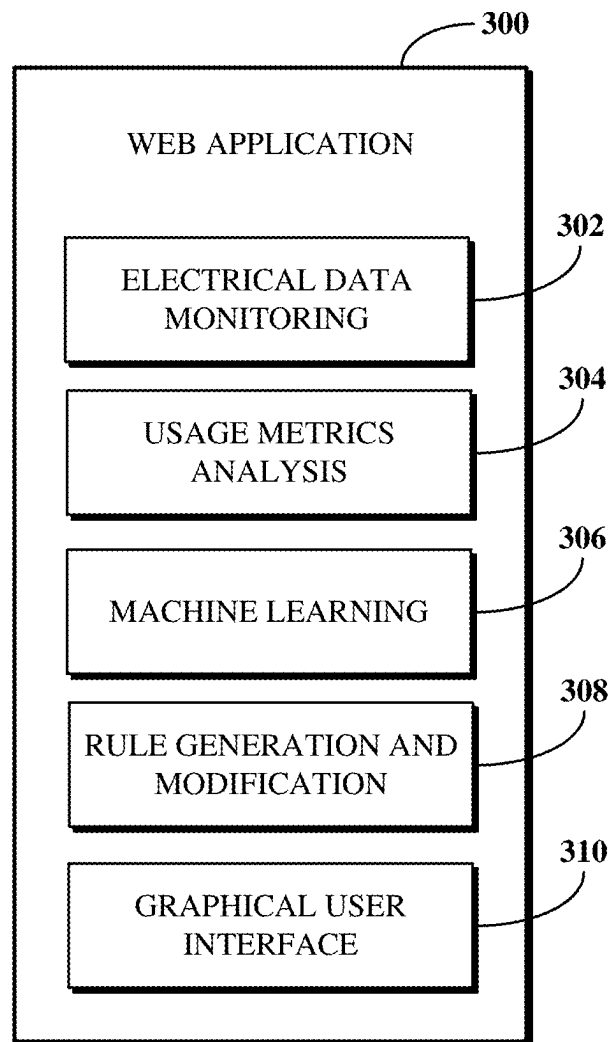 300
WEB APPLICATION
302
ELECTRICAL DATA
MONITORING
304
USAGE METRICS
ANALYSIS
306
MACHINE LEARNING
308
RULE GENERATION AND
MODIFICATION
310
GRAPHICAL USER
INTERFACE